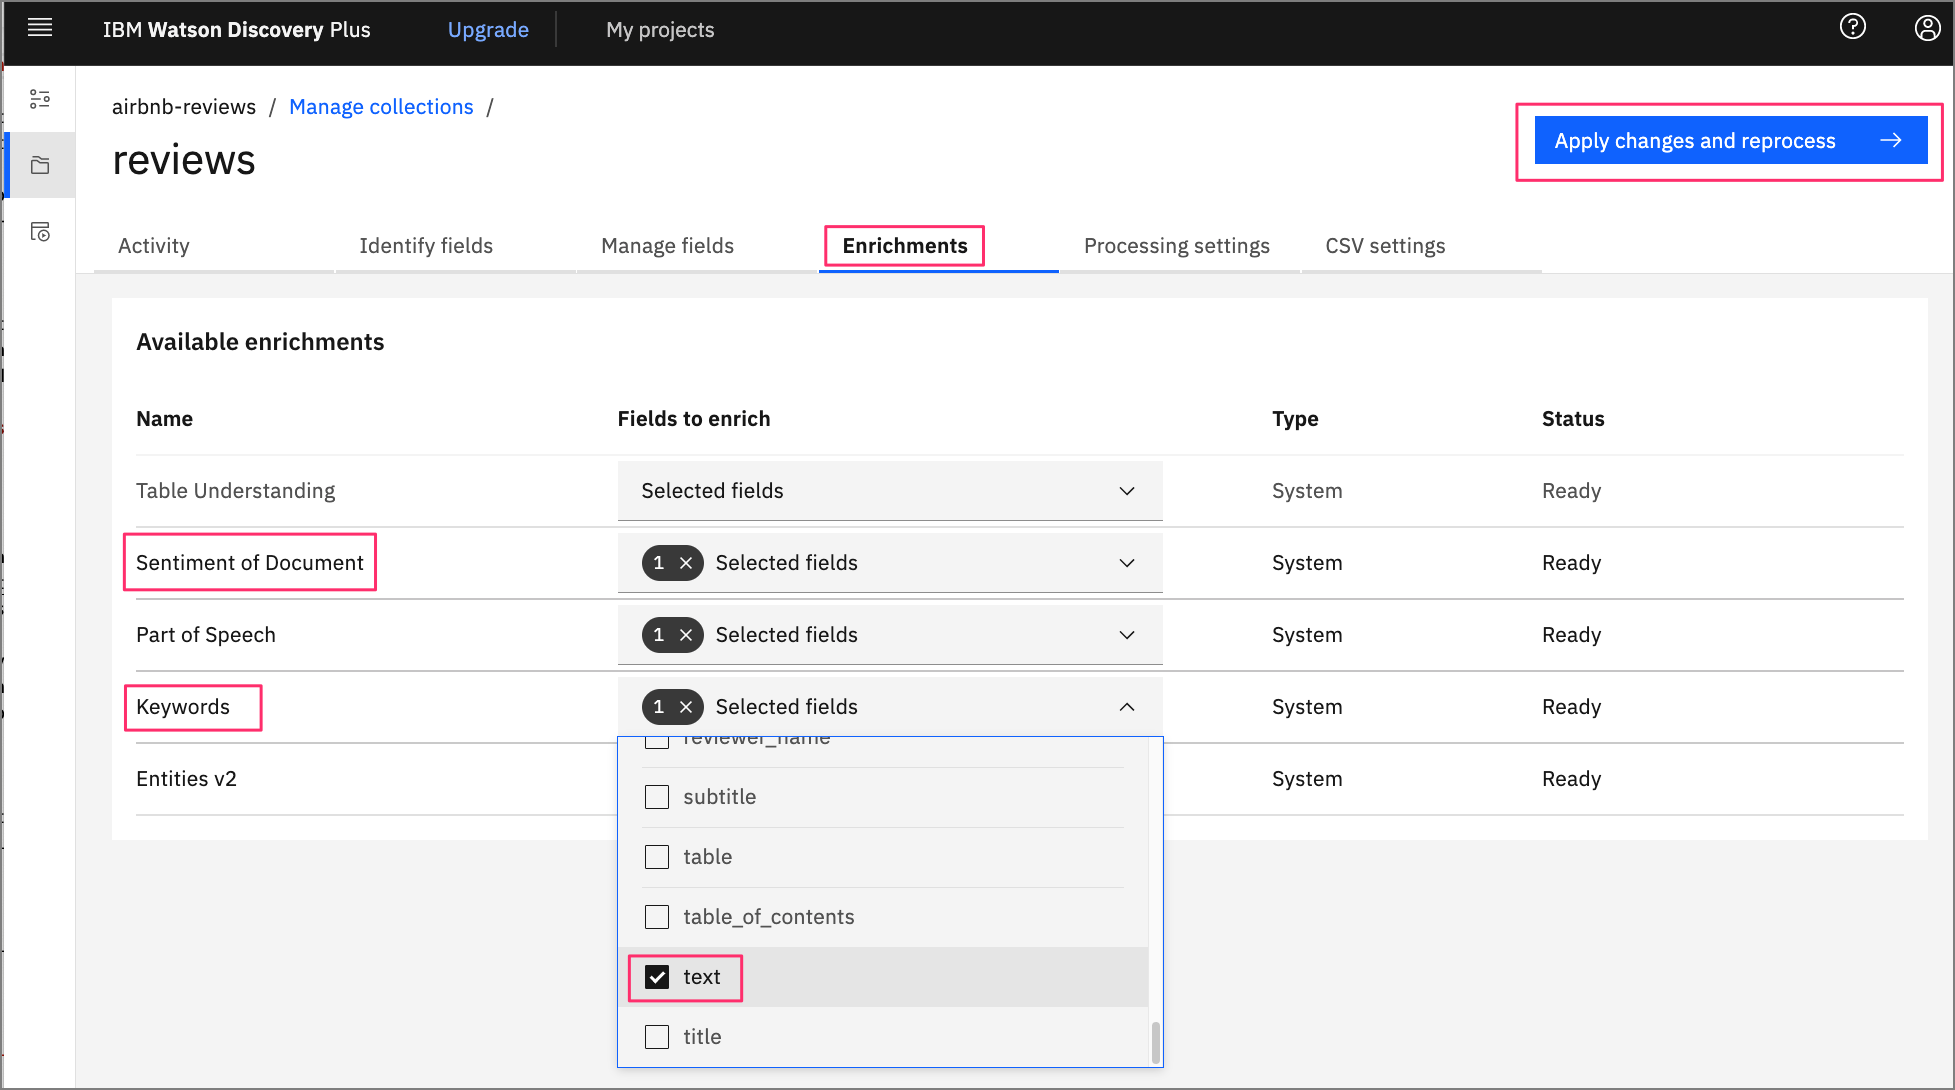 IBM Watson Discovery Plus Upgrade My projects
airbnb-reviews / Manage collections /
reviews
Apply changes and reprocess
Activity Identify fields Manage fields Enrichments Processing settings CSV settings
Available enrichments
Name Fields to enrich Type Status
Table Understanding Selected fields System Ready
Sentiment of Document 1 Selected fields System Ready
Part of Speech 1 Selected fields System Ready
Keywords 1 Selected fields System Ready
reviewer_name
Entities v2 System Ready
subtitle
table
table_of_contents
text
title